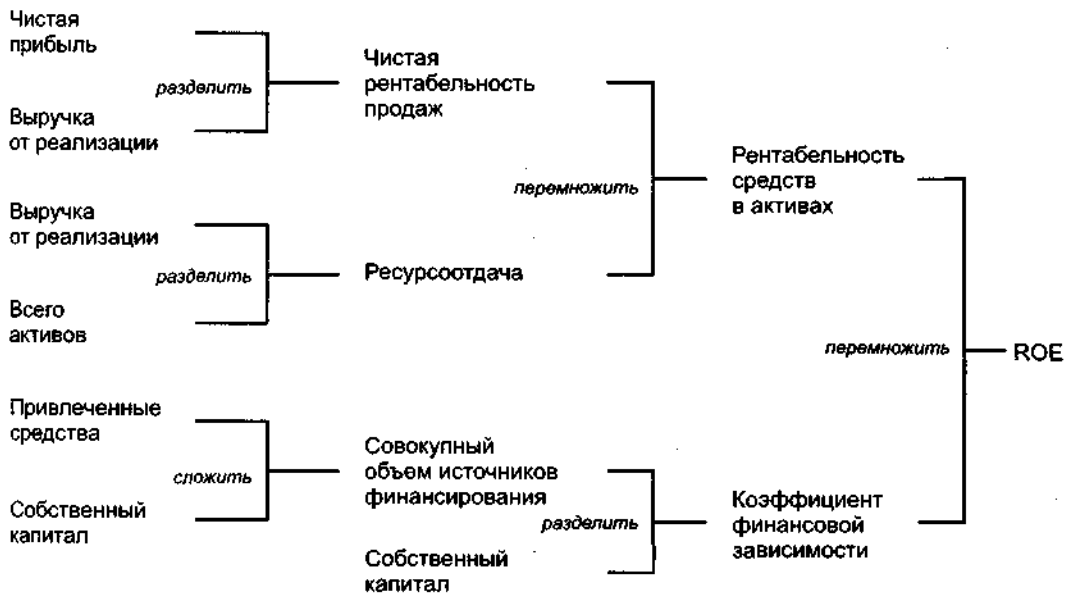 Чистая
прибыль
разделить
Выручка
от реализации
Чистая
рентабельность
продаж
перемножить
Выручка
от реализации
разделить
Всего
активов
Ресурсоотдача
Рентабельность
средств
в активах
перемножить
ROE
Привлеченные
средства
сложить
Собственный
капитал
Совокупный
объем источников
финансирования
разделить
Собственный
капитал
Коэффициент
финансовой
зависимости